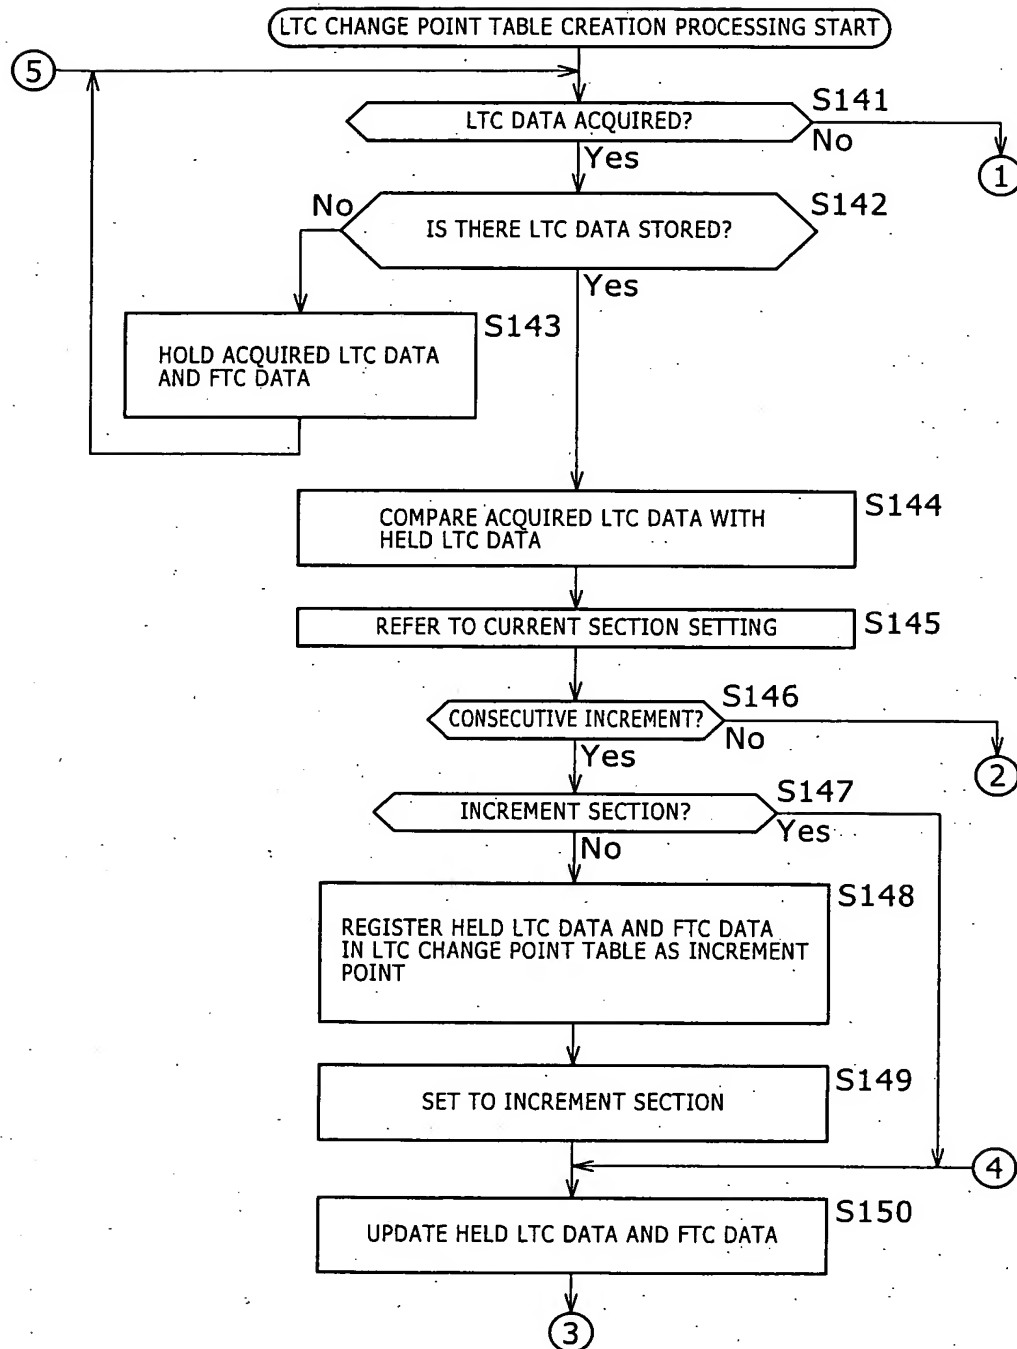 LTC CHANGE POINT TABLE CREATION PROCESSING START
5
S141
LTC DATA ACQUIRED?
No
Yes
1
No
S142
IS THERE LTC DATA STORED?
Yes
S143
HOLD ACQUIRED LTC DATA
AND FTC DATA
S144
COMPARE ACQUIRED LTC DATA WITH
HELD LTC DATA
S145
REFER TO CURRENT SECTION SETTING
S146
CONSECUTIVE INCREMENT?
No
Yes
2
S147
INCREMENT SECTION?
Yes
No
S148
REGISTER HELD LTC DATA AND FTC DATA
IN LTC CHANGE POINT TABLE AS INCREMENT
POINT
S149
SET TO INCREMENT SECTION
4
S150
UPDATE HELD LTC DATA AND FTC DATA
3